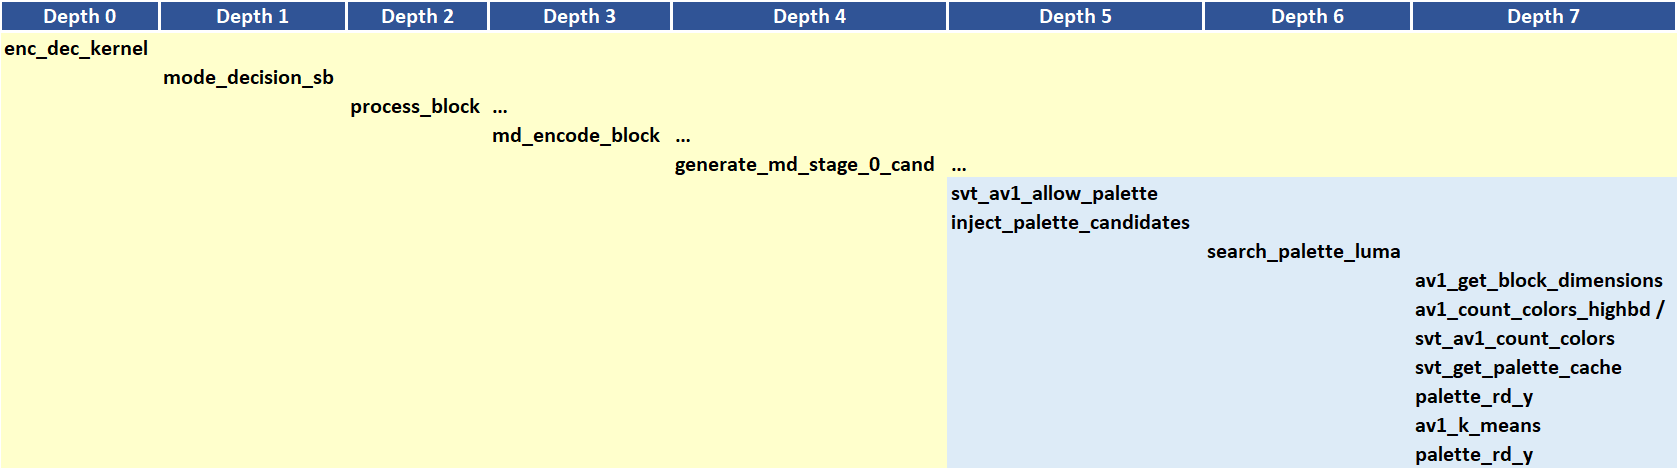 Depth 0 Depth 1 Depth 2 Depth 3 Depth 4 Depth 5 Depth 6 Depth 7
enc_dec_kernel
mode_decision_sb
process_block ...
md_encode_block ...
generate_md_stage_0_cand ...
svt_av1_allow_palette
inject_palette_candidates
search_palette_luma
av1_get_block_dimensions
av1_count_colors_highbd /
svt_av1_count_colors
svt_get_palette_cache
palette_rd_y
av1_k_means
palette_rd_y